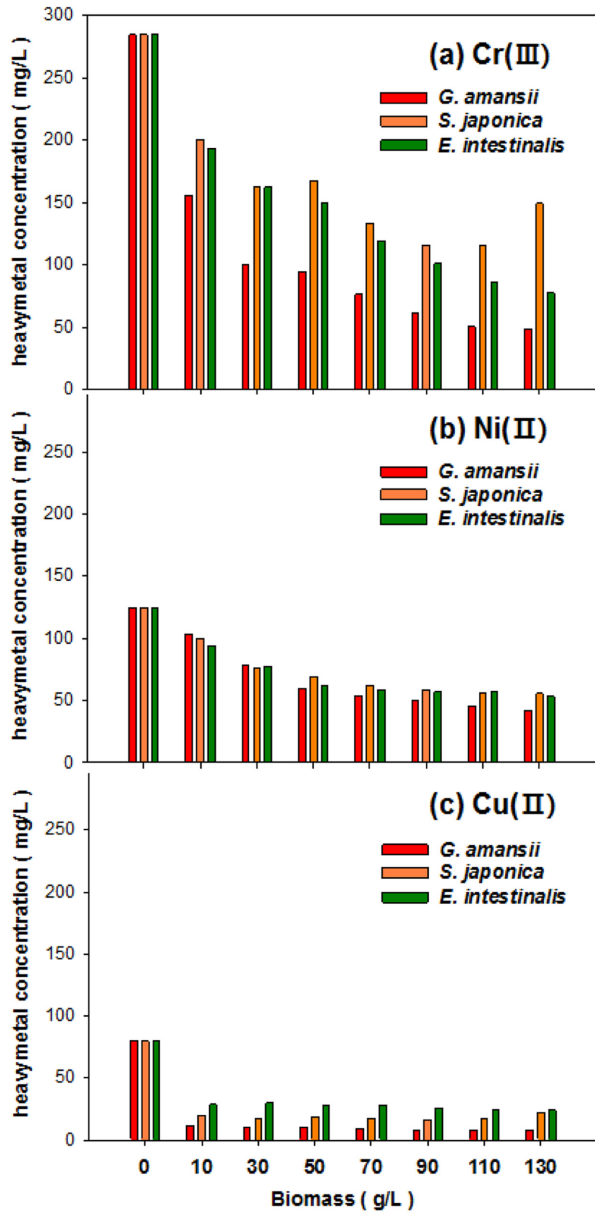 300
250
200
150
100
50
0
heavymetal concentration ( mg/L )
(a) Cr(Ⅲ)
G. amansii
S. japonica
E. intestinalis
250
200
150
100
50
0
heavymetal concentration ( mg/L )
(b) Ni(Ⅱ)
G. amansii
S. japonica
E. intestinalis
250
200
150
100
50
0
heavymetal concentration ( mg/L )
(c) Cu(Ⅱ)
G. amansii
S. japonica
E. intestinalis
0 10 30 50 70 90 110 130
Biomass ( g/L )